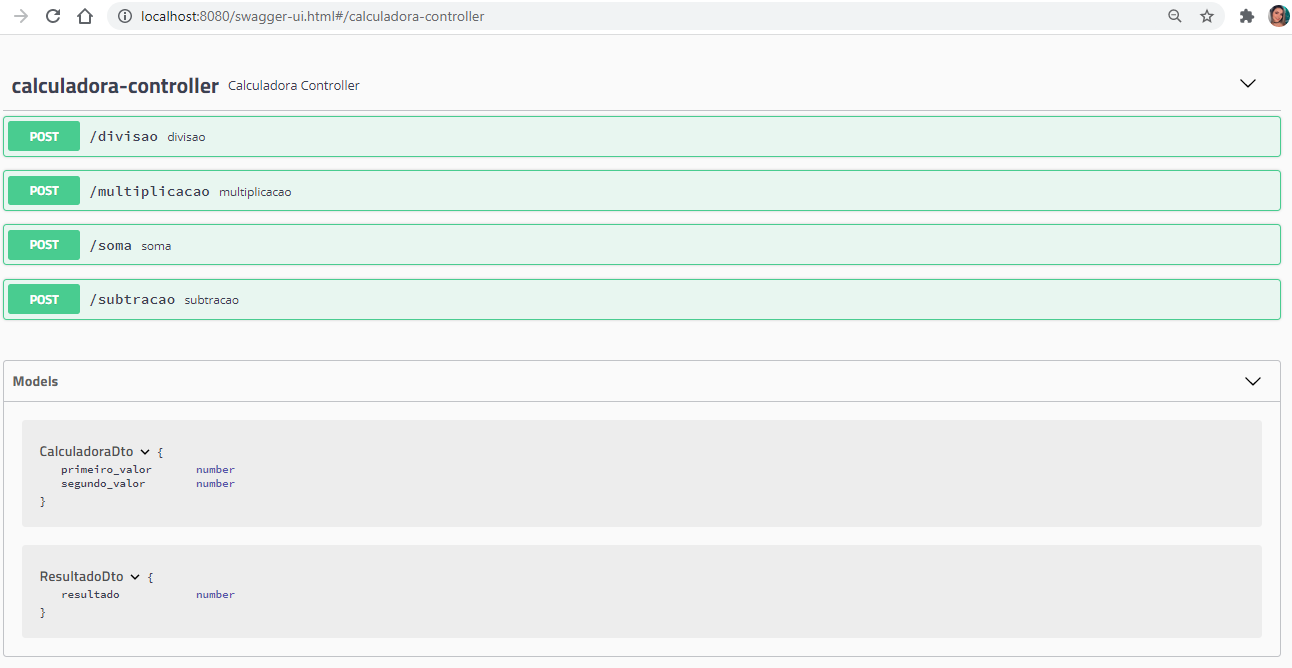 localhost:8080/swagger-ui.html#/calculadora-controller
calculadora-controller Calculadora Controller
POST /divisao divisao
POST /multiplicacao multiplicacao
POST /soma soma
POST /subtracao subtracao
Models
CalculadoraDto {
primeiro_valor number
segundo_valor number
}
ResultadoDto {
resultado number
}